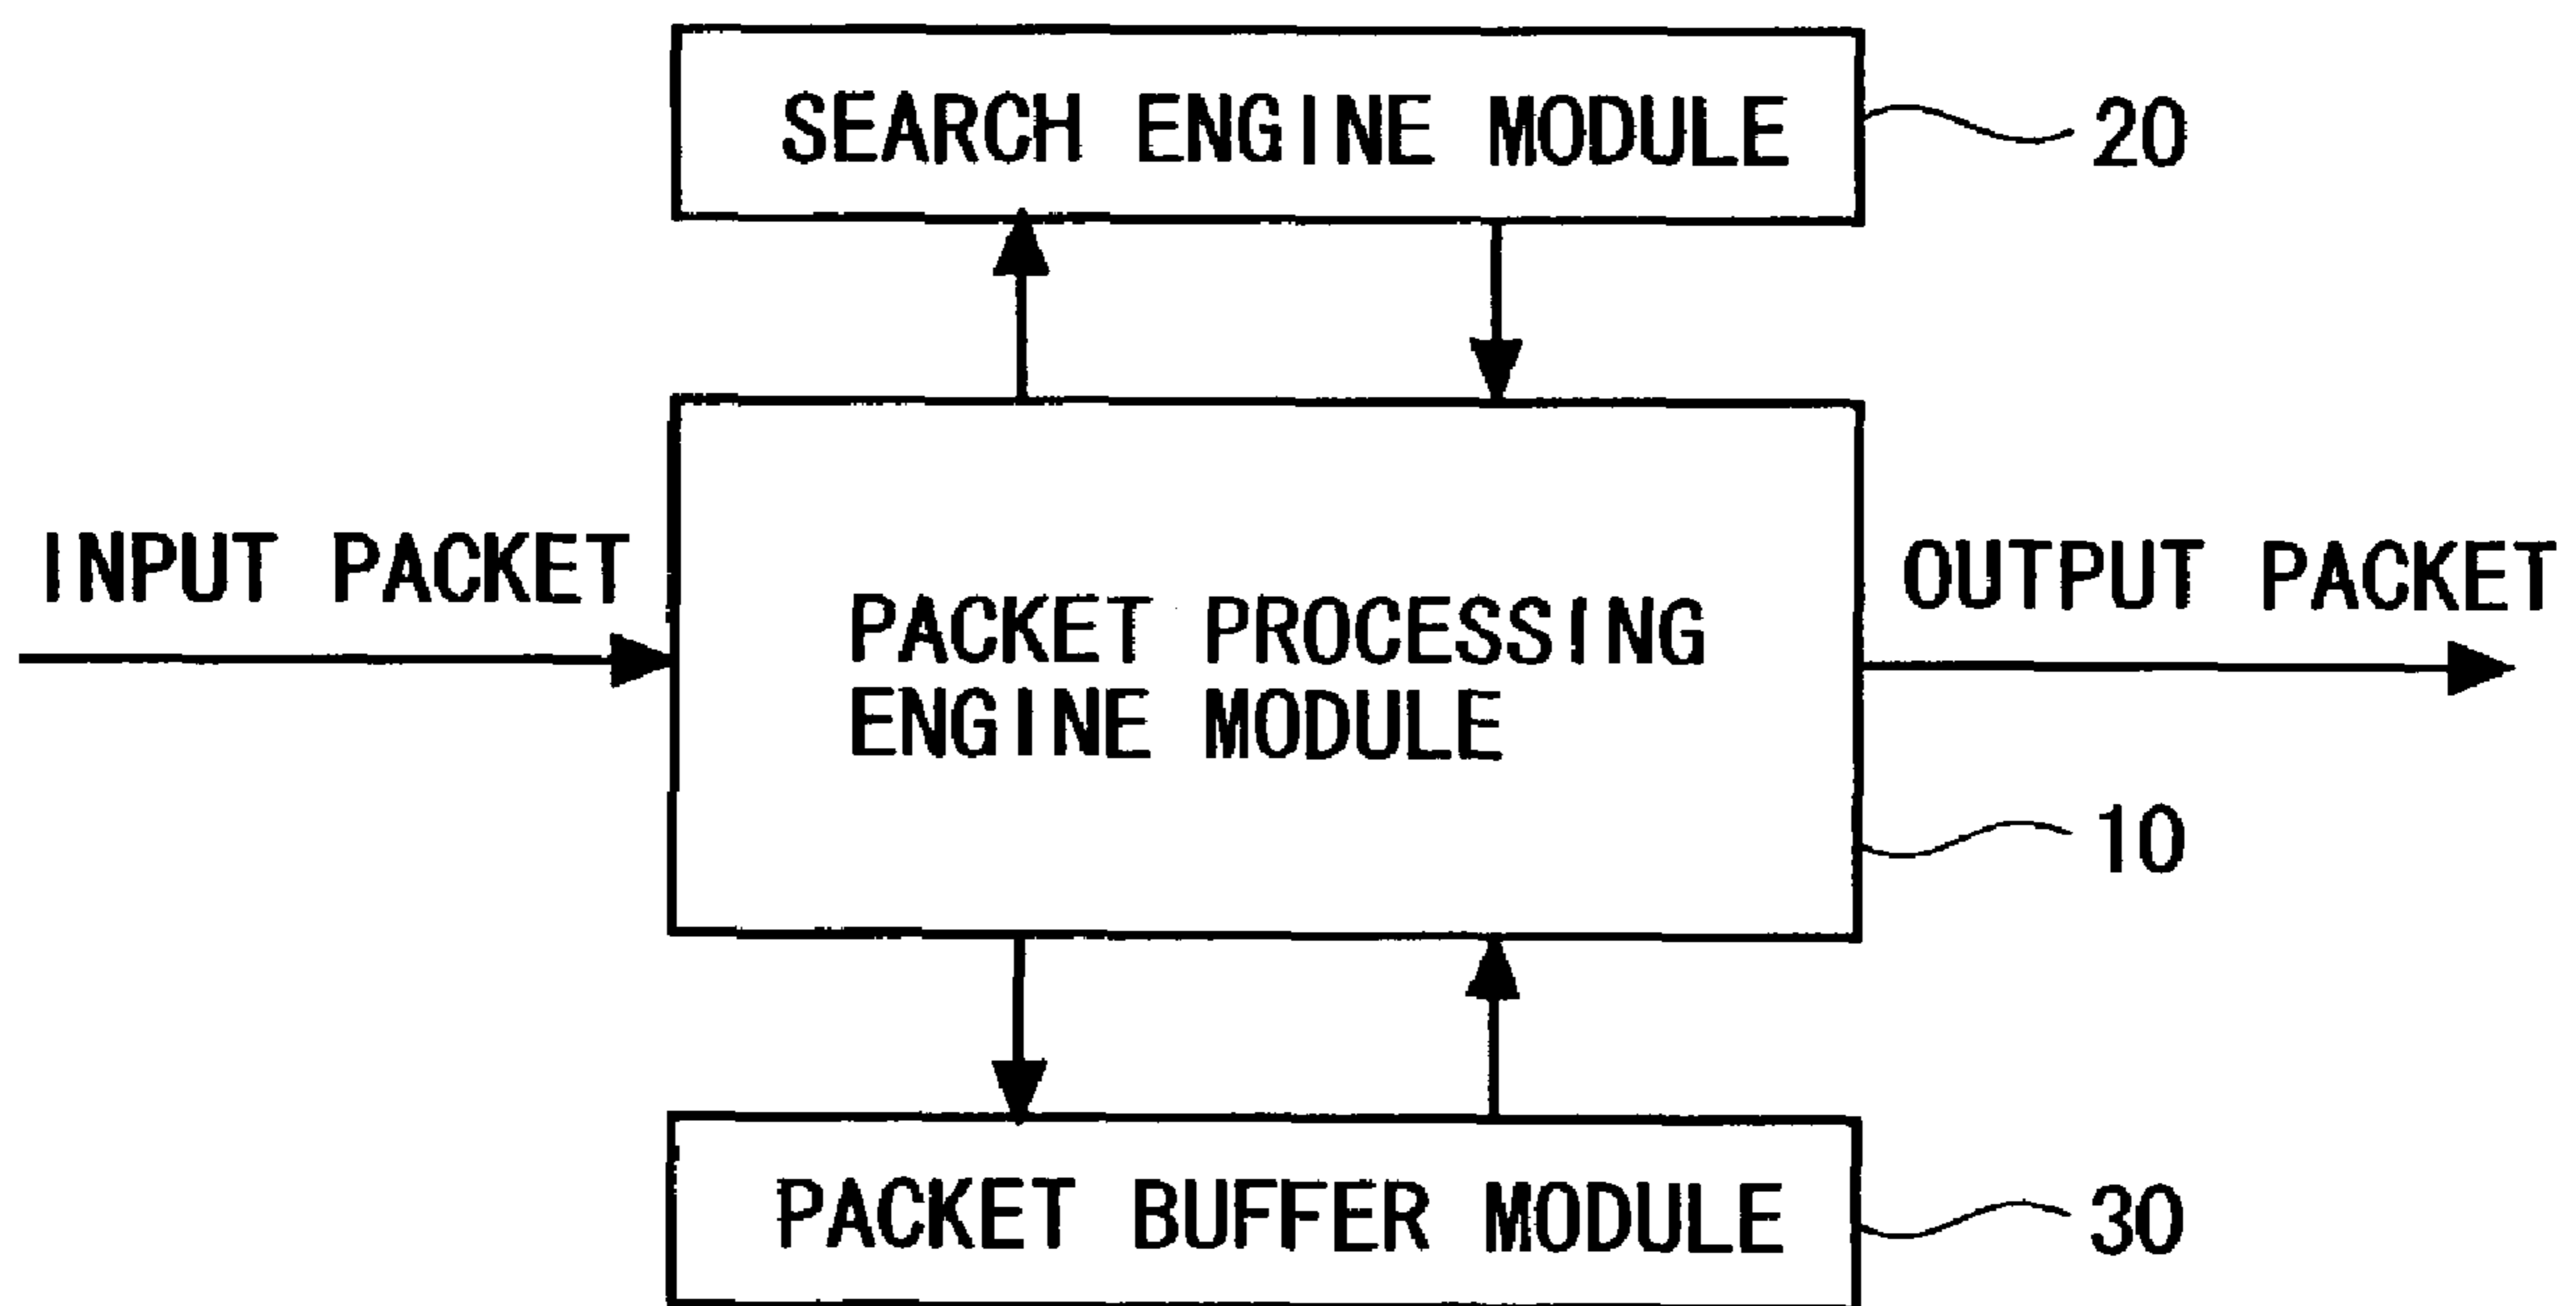 SEARCH ENGINE MODULE
20
INPUT PACKET
OUTPUT PACKET
PACKET PROCESSING
ENGINE MODULE
10
PACKET BUFFER MODULE
30